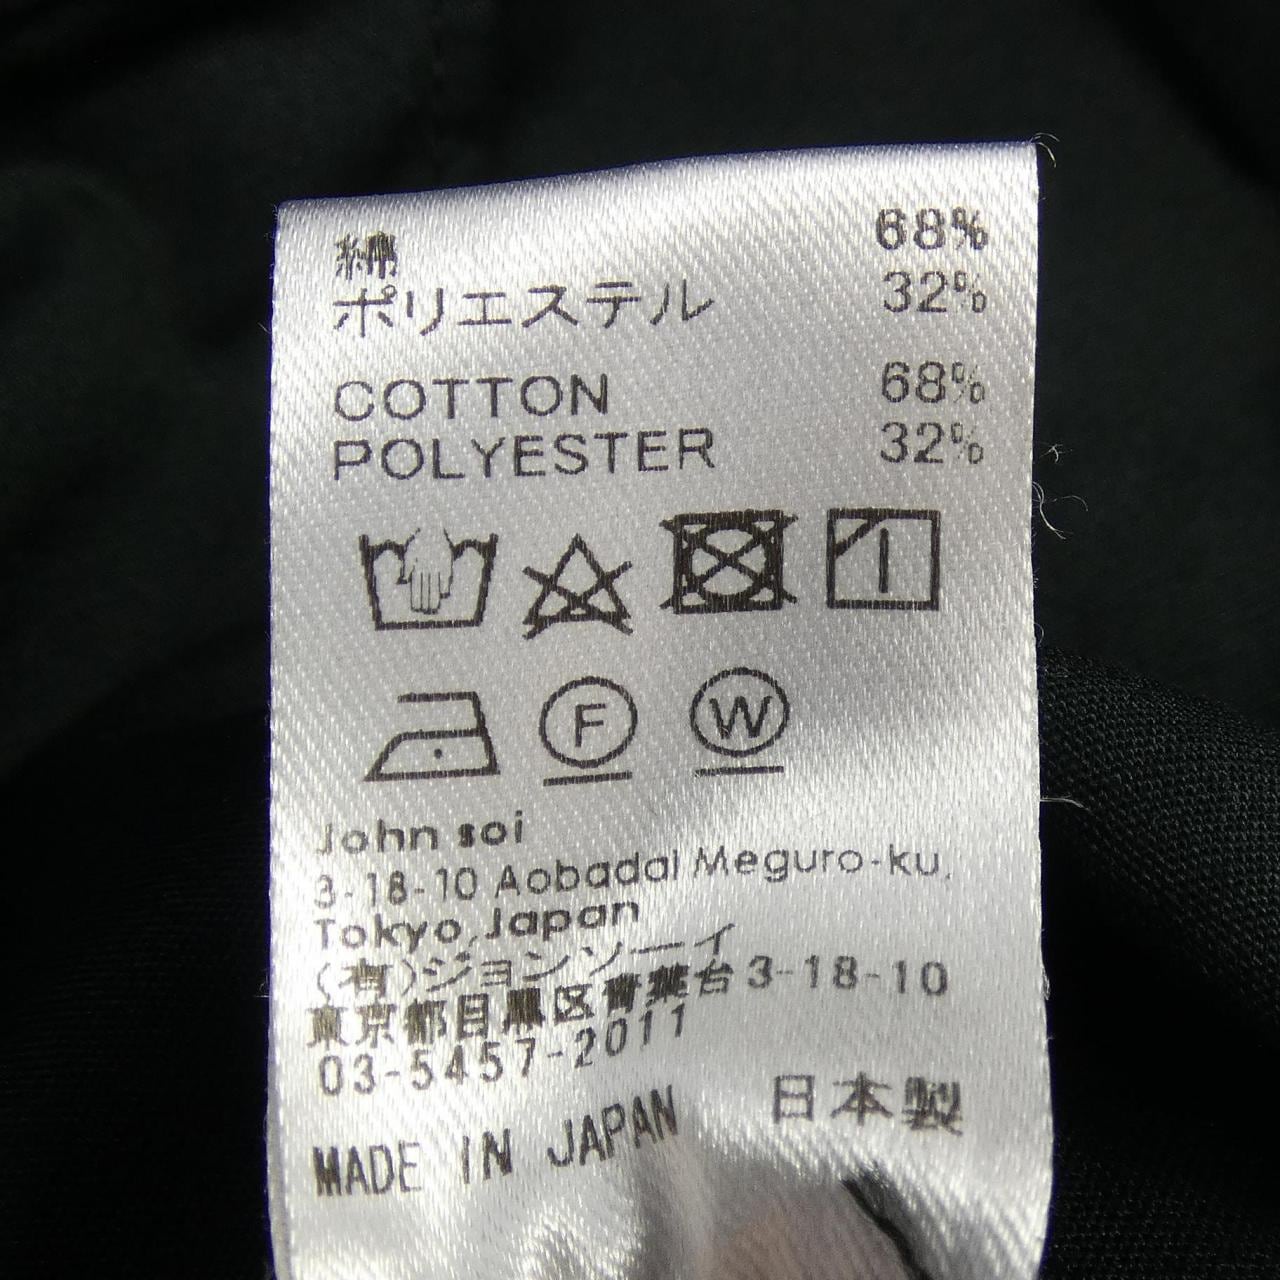 綿 68%
ポリエステル 32%
COTTON 68%
POLYESTER 32%
F W
John soi
3-18-10 Aobadai Meguro-ku,
Tokyo, Japan
(有)ジョンソーイ
東京都目黒区青葉台3-18-10
03-5457-2011
MADE IN JAPAN 日本製